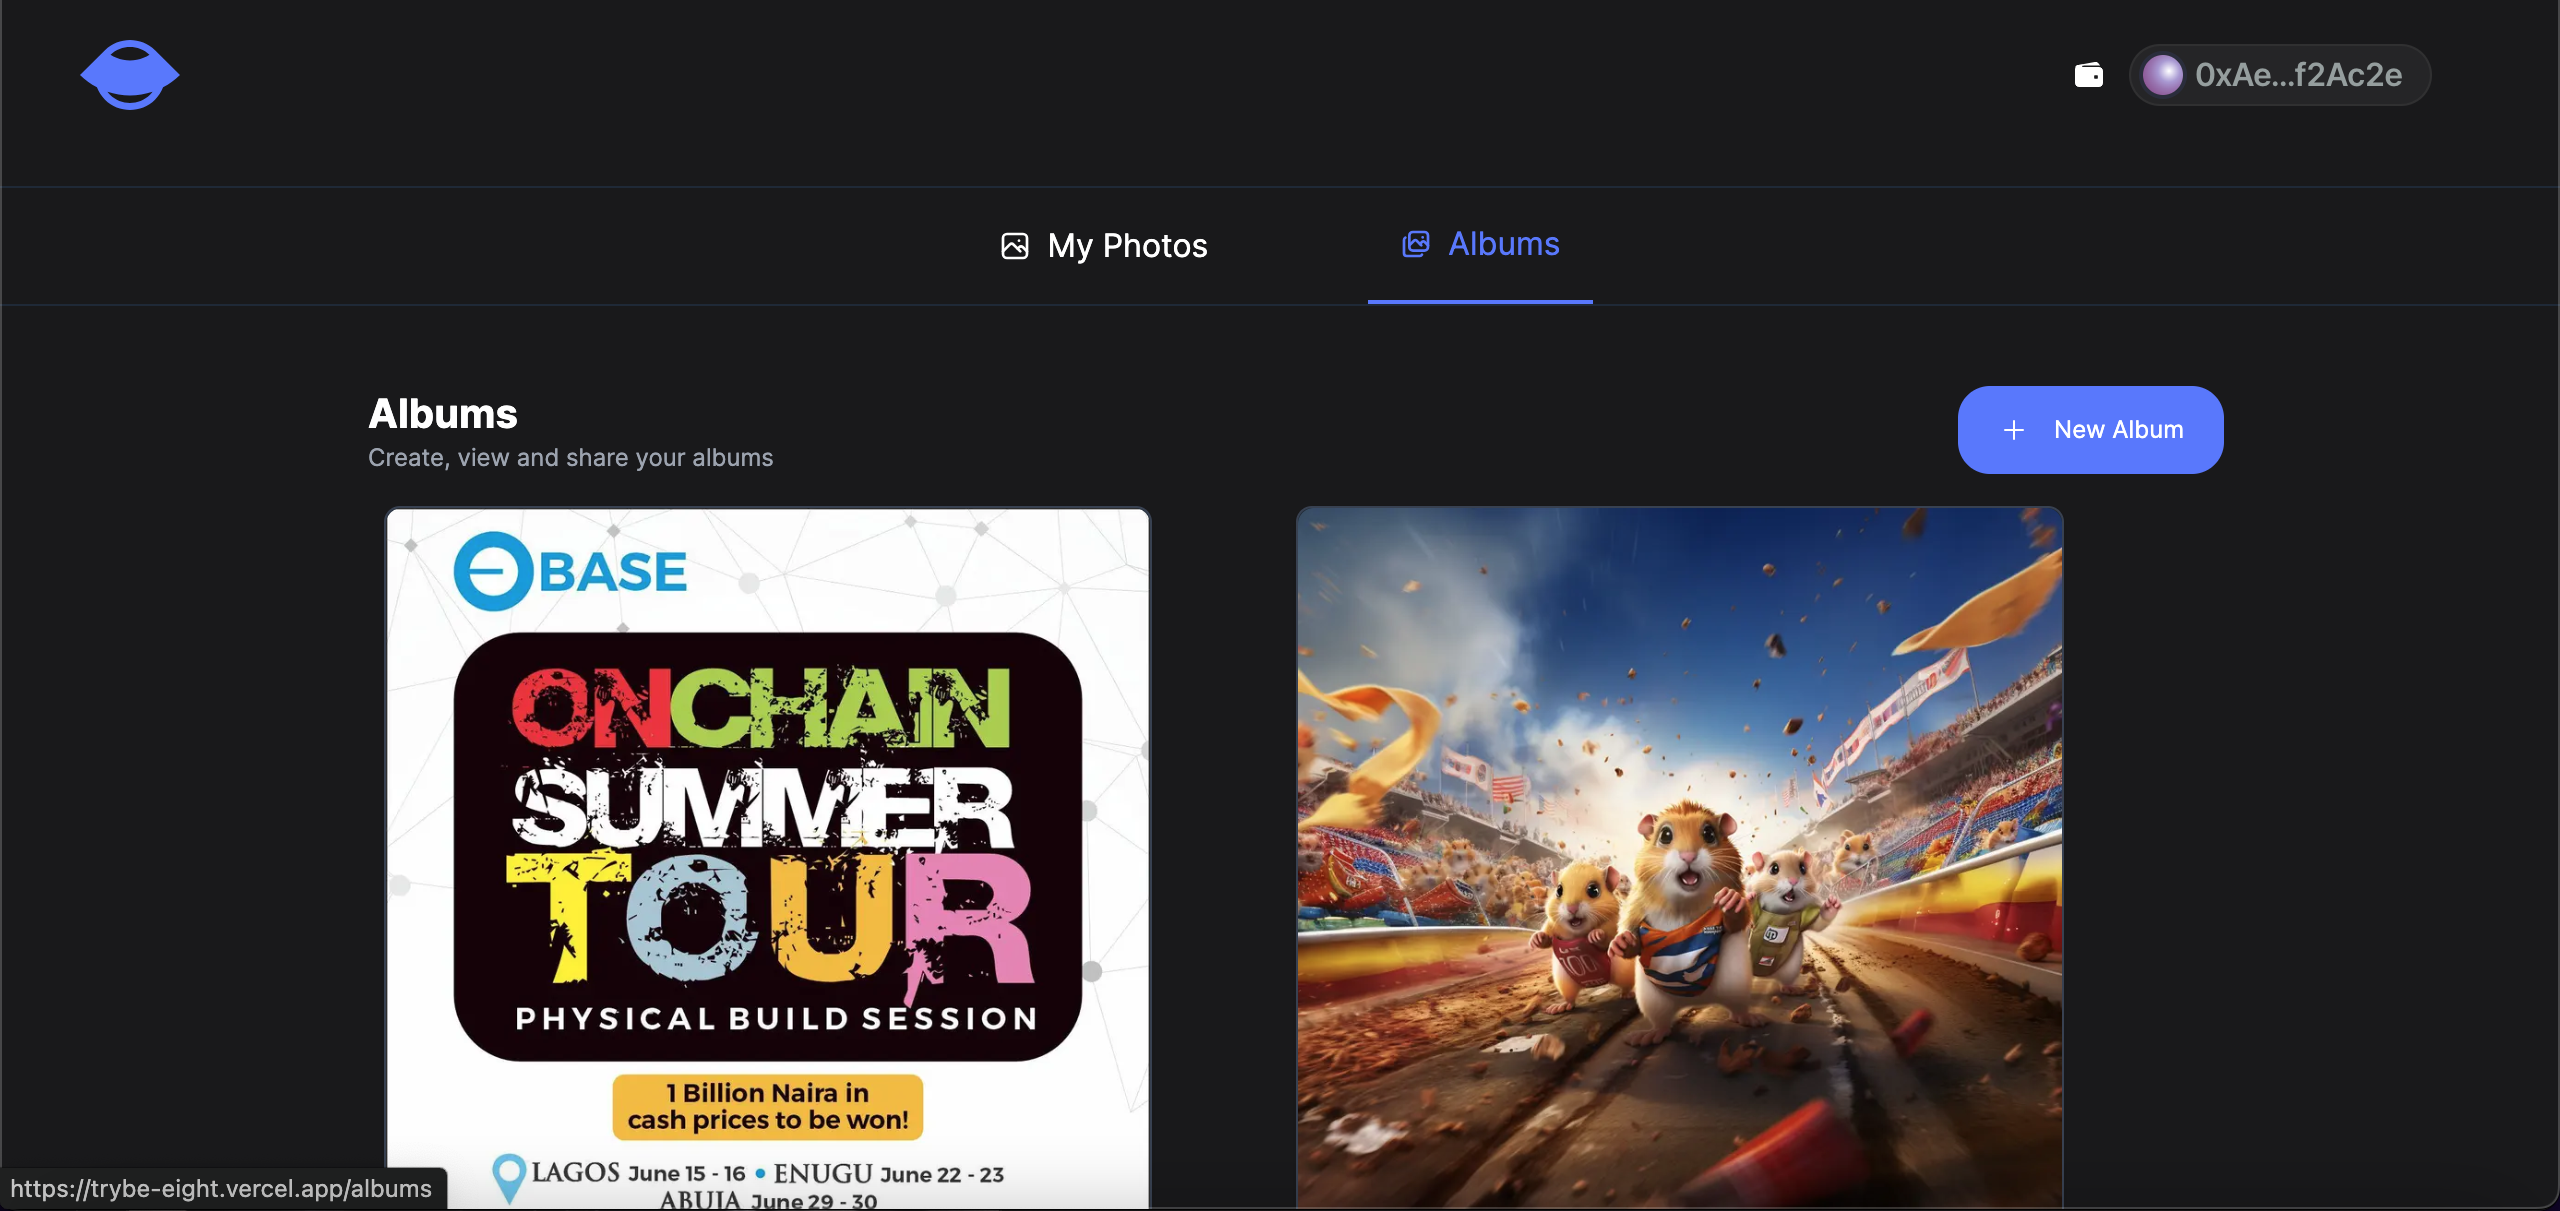 0xAe...f2Ac2e
My Photos
Albums
Albums
Create, view and share your albums
New Album
BASE
ONCHAIN
SUMMER
TOUR
PHYSICAL BUILD SESSION
1 Billion Naira in
cash prices to be won!
LAGOS June 15 - 16 • ENUGU June 22 - 23
ABUJA June 29 - 30
100
https://trybe-eight.vercel.app/albums